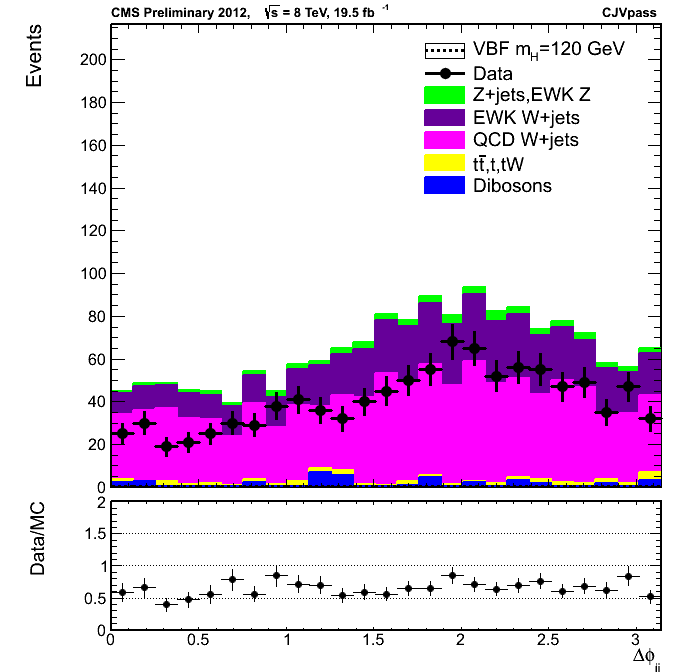 CMS Preliminary 2012, √s = 8 TeV, 19.5 fb⁻¹ CJVpass
Events
VBF m_H=120 GeV
Data
Z+jets,EWK Z
EWK W+jets
QCD W+jets
tt̄,t,tW
Dibosons
200
180
160
140
120
100
80
60
40
20
0
Data/MC
2
1.5
1
0.5
0
0 0.5 1 1.5 2 2.5 3
Δϕ_jj